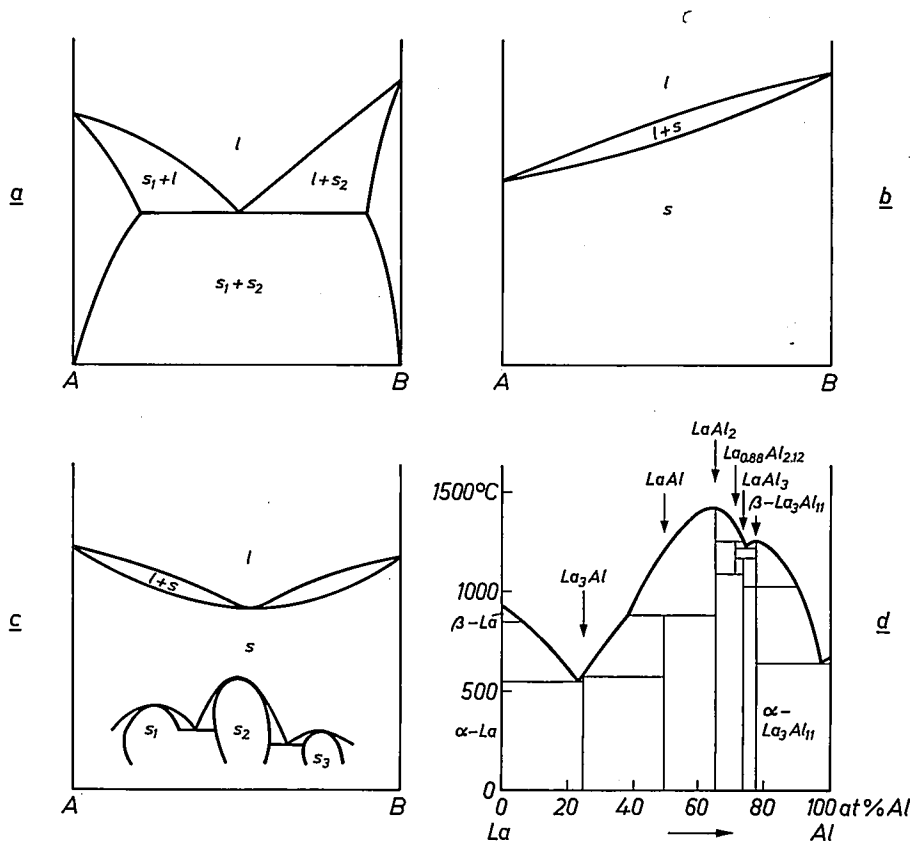 a
l
s₁+l
l+s₂
s₁+s₂
A B
b
l
l+s
s
A B
c
l
l+s
s
s₁ s₂ s₃
A B
d
LaAl₂
La₀.₈₈Al₂.₁₂
LaAl
LaAl₃
β-La₃Al₁₁
La₃Al
1500°C
1000
β-La
500
α-La
α-
La₃Al₁₁
0
0 20 40 60 80 100 at % Al
La → Al